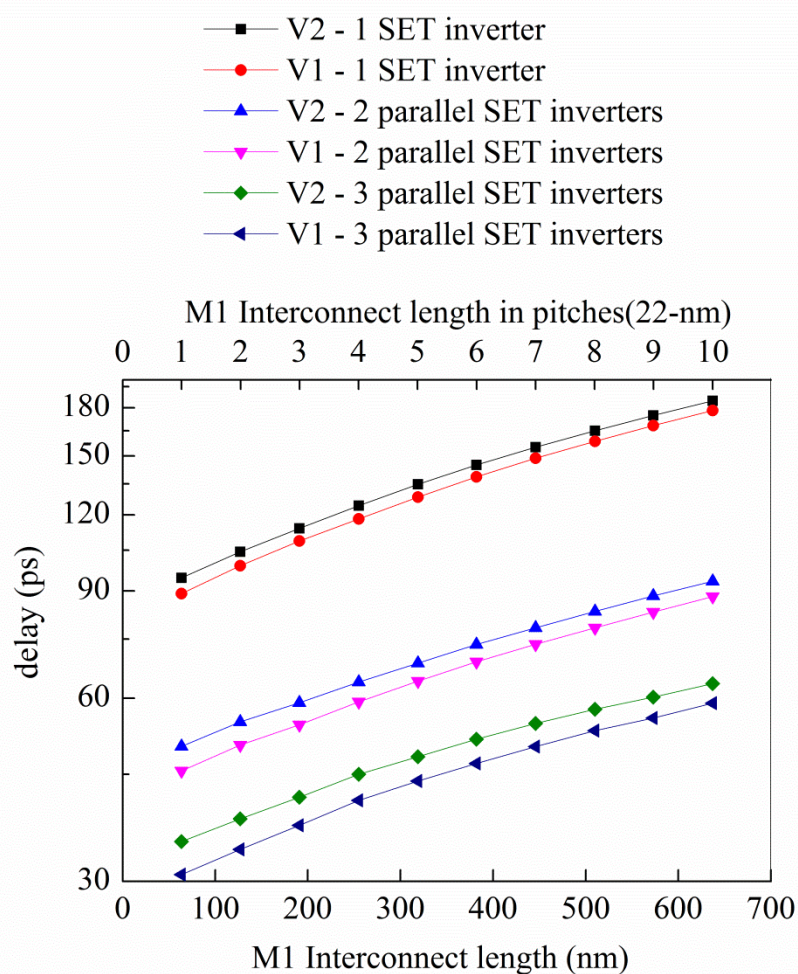 V2 - 1 SET inverter
V1 - 1 SET inverter
V2 - 2 parallel SET inverters
V1 - 2 parallel SET inverters
V2 - 3 parallel SET inverters
V1 - 3 parallel SET inverters
M1 Interconnect length in pitches(22-nm)
0 1 2 3 4 5 6 7 8 9 10
180
150
120
90
60
30
delay (ps)
0 100 200 300 400 500 600 700
M1 Interconnect length (nm)